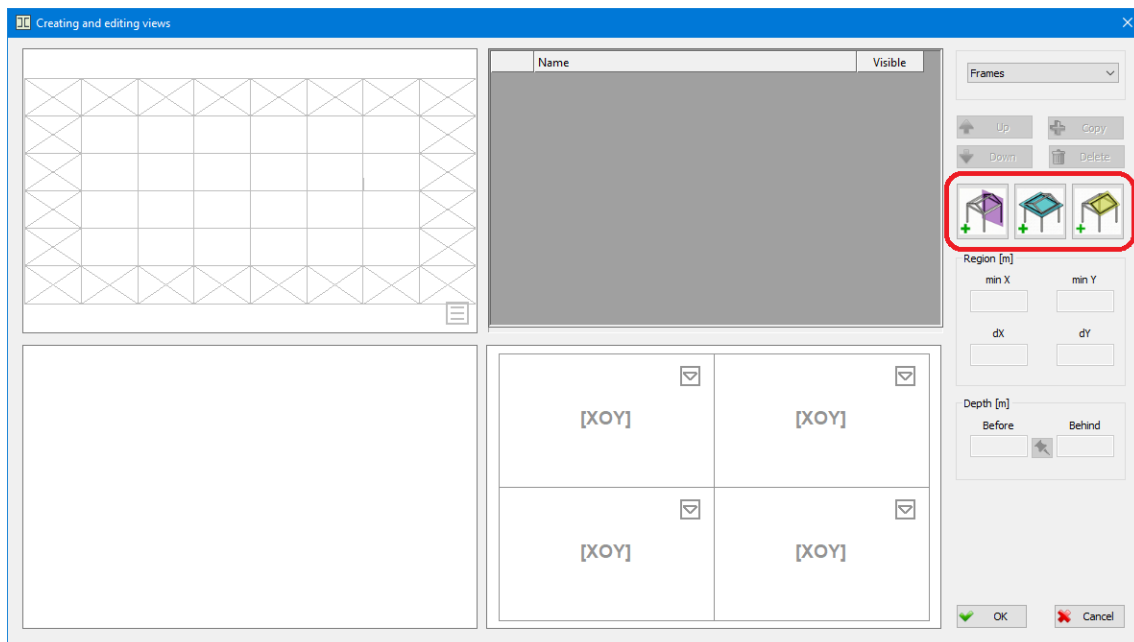 Creating and editing views
Name Visible
Frames
Up Copy
Down Delete
Region [m]
min X min Y
dX dY
Depth [m]
Before Behind
[XOY] [XOY]
[XOY] [XOY]
OK Cancel